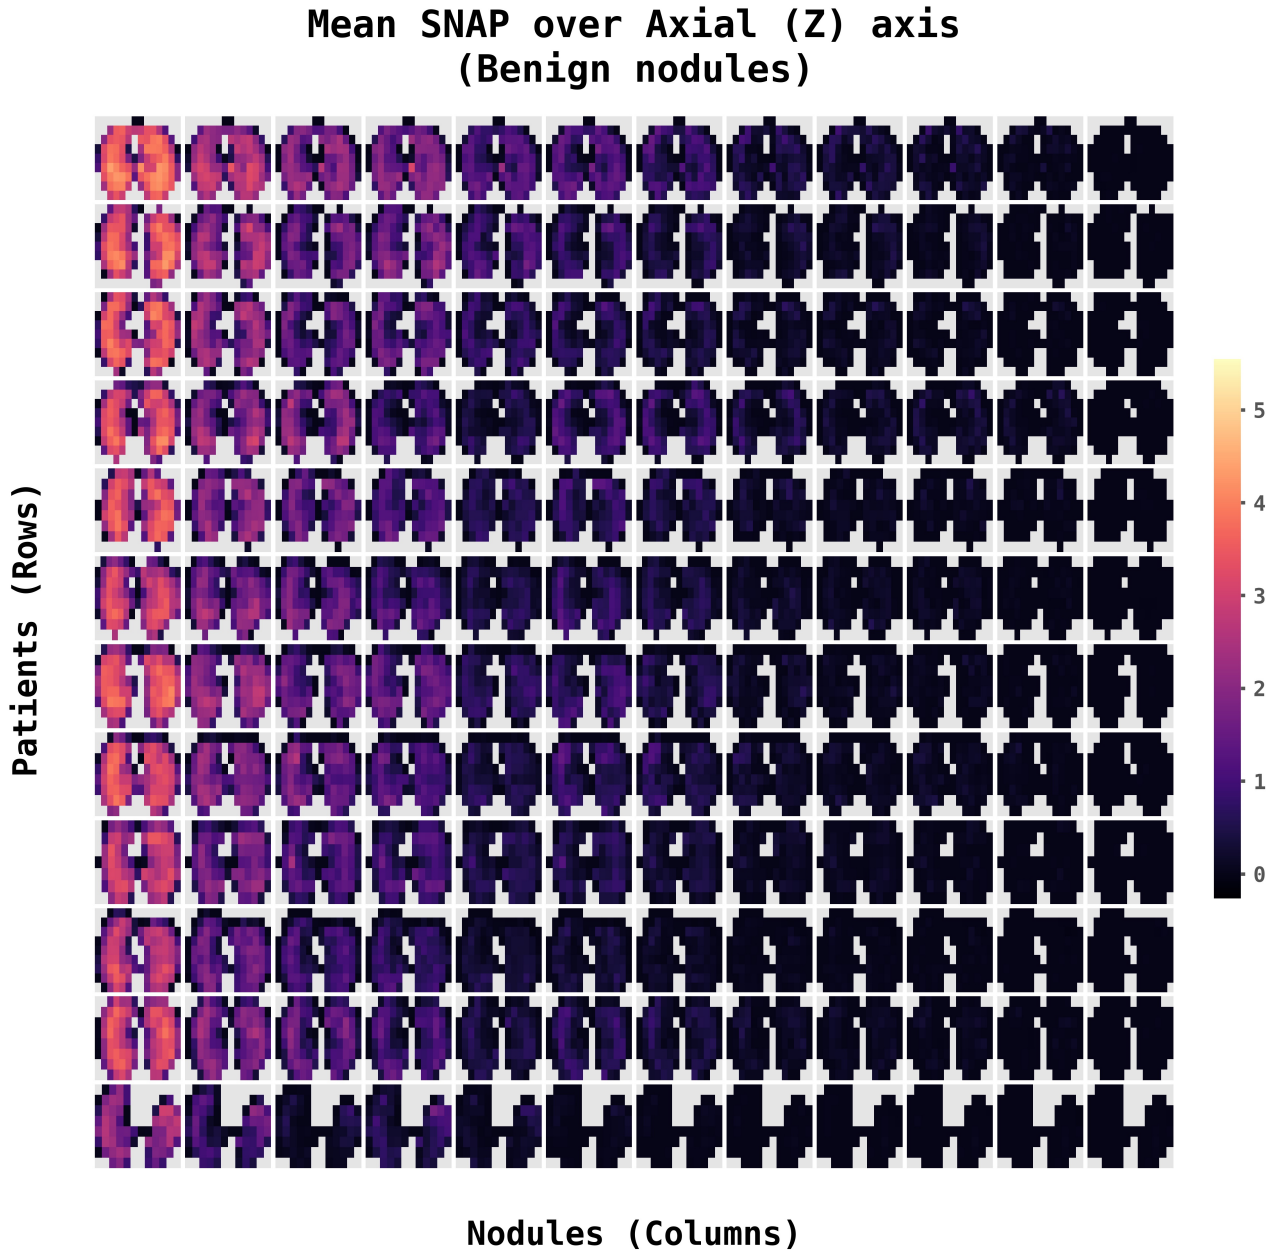 Mean SNAP over Axial (Z) axis
(Benign nodules)
Patients (Rows)
5
4
3
2
1
0
Nodules (Columns)